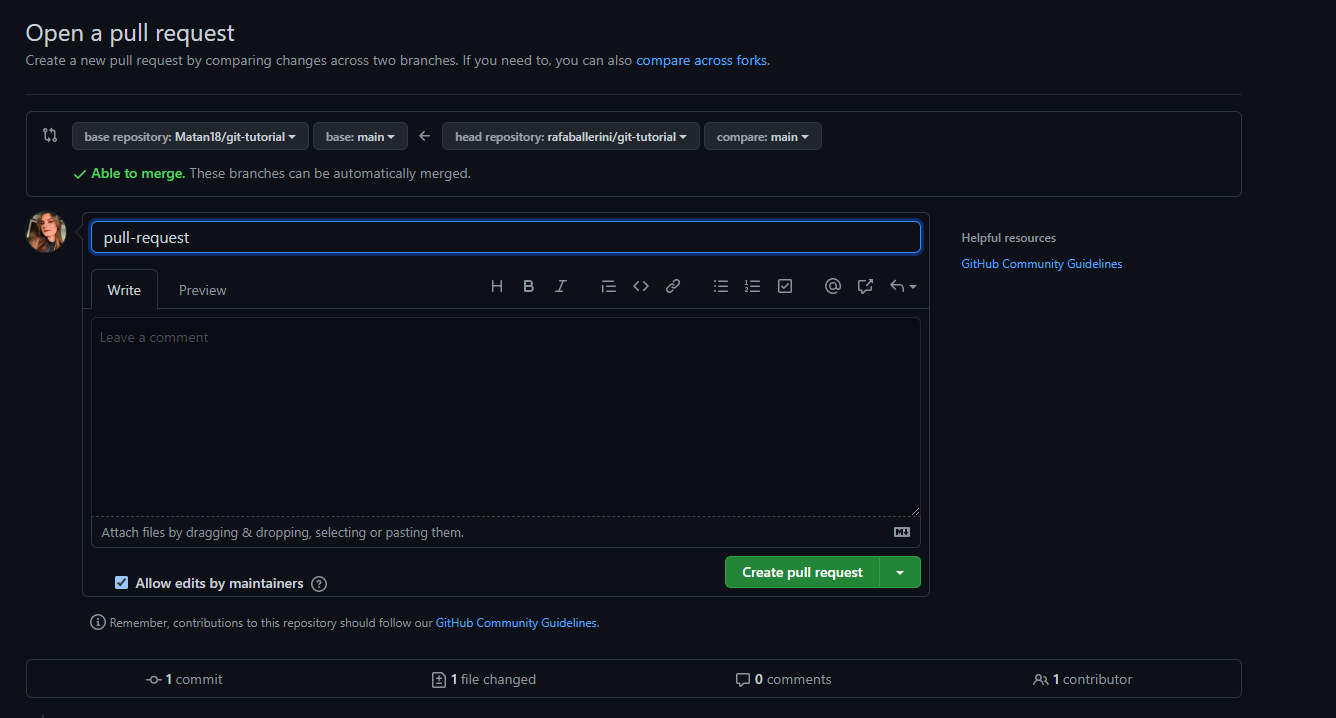 Open a pull request
Create a new pull request by comparing changes across two branches. If you need to, you can also compare across forks.
base repository: Matan18/git-tutorial base: main head repository: rafaballerini/git-tutorial compare: main
Able to merge. These branches can be automatically merged.
pull-request
Helpful resources
GitHub Community Guidelines
Write Preview
Leave a comment
Attach files by dragging & dropping, selecting or pasting them.
Allow edits by maintainers
Create pull request
Remember, contributions to this repository should follow our GitHub Community Guidelines.
1 commit 1 file changed 0 comments 1 contributor